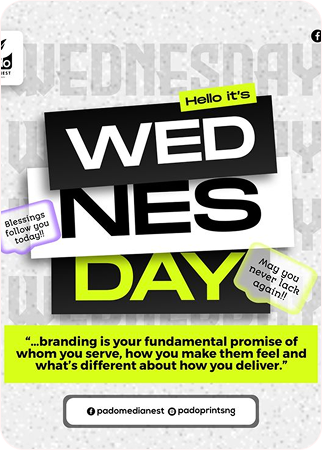 WEDNESDAY
Hello it's
WED
NES
DAY
Blessings
follow you
today!!
May you
never lack
again!!
“...branding is your fundamental promise of
whom you serve, how you make them feel and
what’s different about how you deliver.”
padomedianest padoprintsng